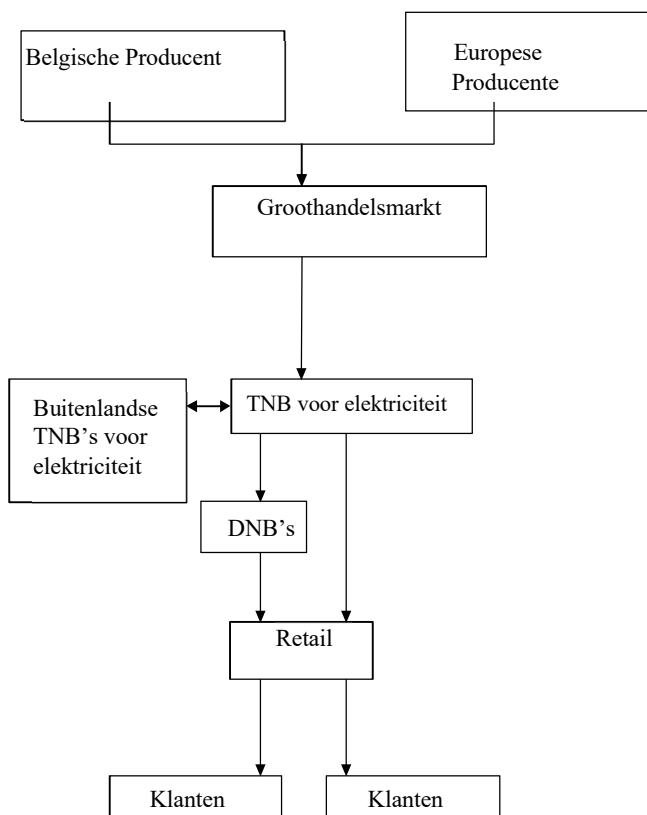 Belgische Producent
Europese
Producente
Groothandelsmarkt
TNB voor elektriciteit
Buitenlandse
TNB's voor
elektriciteit
DNB's
Retail
Klanten
Klanten